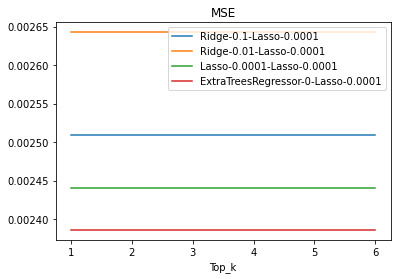 MSE
0.00265
0.00260
0.00255
0.00250
0.00245
0.00240
Ridge-0.1-Lasso-0.0001
Ridge-0.01-Lasso-0.0001
Lasso-0.0001-Lasso-0.0001
ExtraTreesRegressor-0-Lasso-0.0001
1 2 3 4 5 6
Top_k